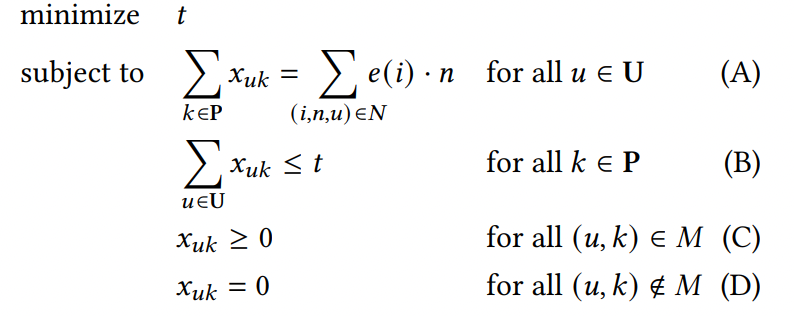 minimize t
subject to ∑_{k∈P} x_{uk} = ∑_{(i,n,u)∈N} e(i) · n for all u ∈ U (A)
∑_{u∈U} x_{uk} ≤ t for all k ∈ P (B)
x_{uk} ≥ 0 for all (u, k) ∈ M (C)
x_{uk} = 0 for all (u, k) ∉ M (D)